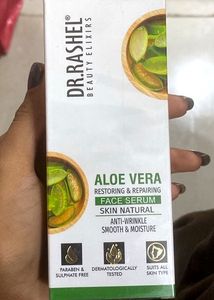 DR.RASHEL®
BEAUTY ELIXIRS
ALOE VERA
RESTORING & REPAIRING
FACE SERUM
SKIN NATURAL
ANTI-WRINKLE
SMOOTH & MOISTURE
PARABEN &
SULPHATE FREE
DERMATOLOGICALLY
TESTED
SUITS ALL
SKIN TYPE